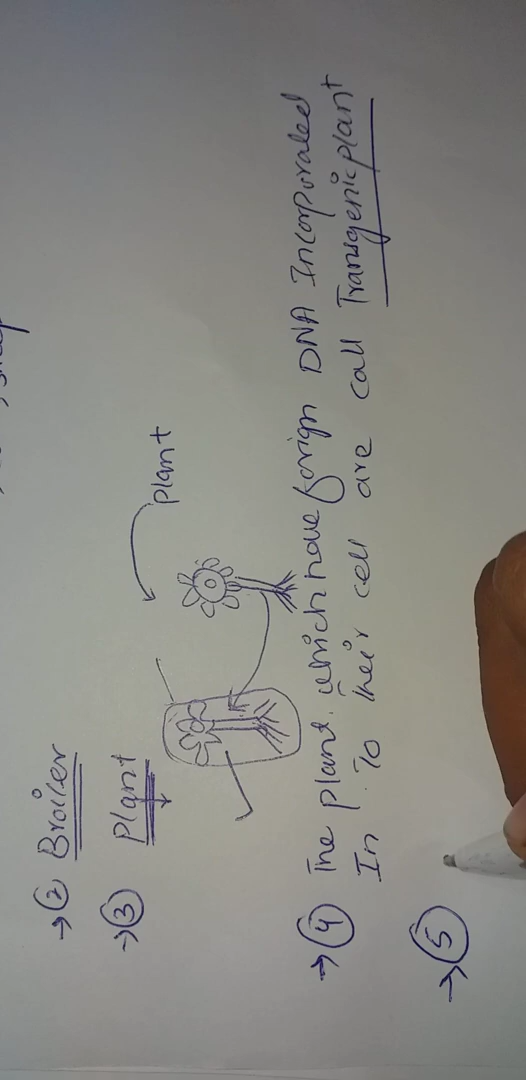 → (2) Broiler
→ (3) Plant
plant
→ (4) The plant. which have forign DNA Incorporated
In To their cell are call Transgenic plant
→ (5)